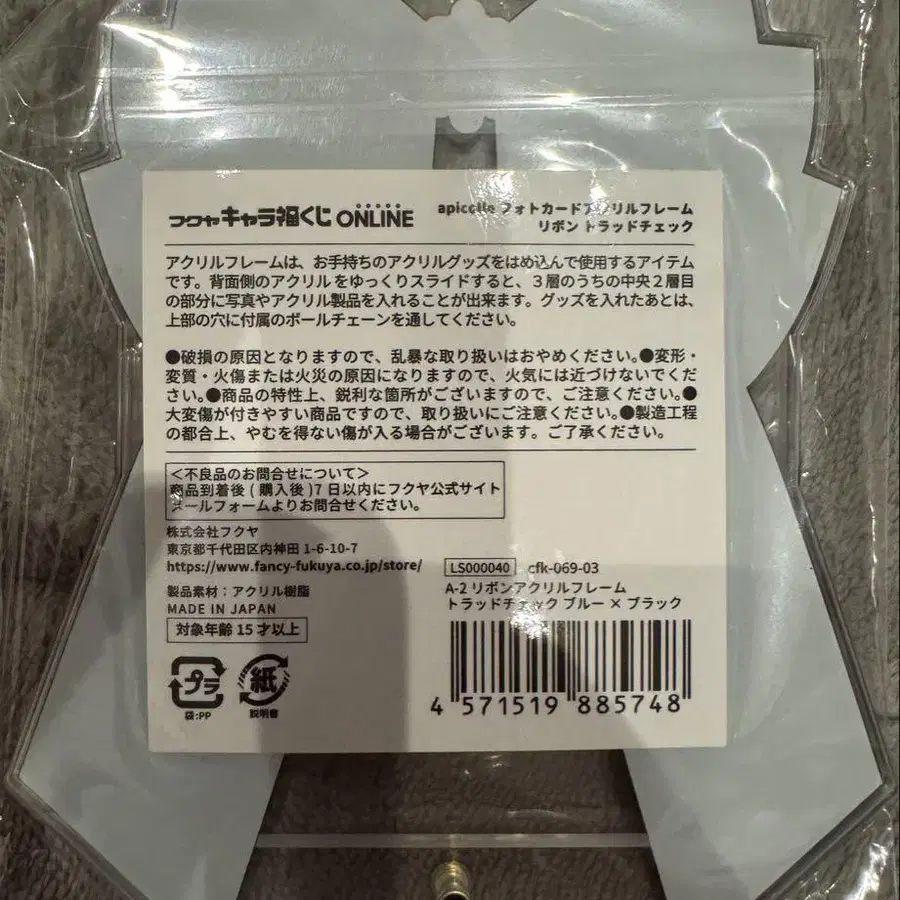 フクヤ キャラ福くじ ONLINE
apicolle フォトカードアクリルフレーム
リボン トラッドチェック
アクリルフレームは、お手持ちのアクリルグッズをはめ込んで使用するアイテム
です。背面側のアクリルをゆっくりスライドすると、3層のうちの中央2層目
の部分に写真やアクリル製品を入れることが出来ます。グッズを入れたあとは、
上部の穴に付属のボールチェーンを通してください。
●破損の原因となりますので、乱暴な取り扱いはおやめください。●変形・
変質・火傷または火災の原因になりますので、火気には近づけないでくだ
さい。●商品の特性上、鋭利な箇所がございますので、ご注意ください。●
大変傷が付きやすい商品ですので、取り扱いにご注意ください。●製造工程
の都合上、やむを得ない傷が入る場合がございます。ご了承ください。
<不良品のお問合せについて>
商品到着後(購入後)7日以内にフクヤ公式サイト
メールフォームよりお問合せください。
株式会社フクヤ
東京都千代田区内神田1-6-10-7
https://www.fancy-fukuya.co.jp/store/
製品素材:アクリル樹脂
MADE IN JAPAN
対象年齢15才以上
プラ
袋:PP
紙
説明書
LS000040 cfk-069-03
A-2 リボンアクリルフレーム
トラッドチェック ブルー×ブラック
4 571519 885748